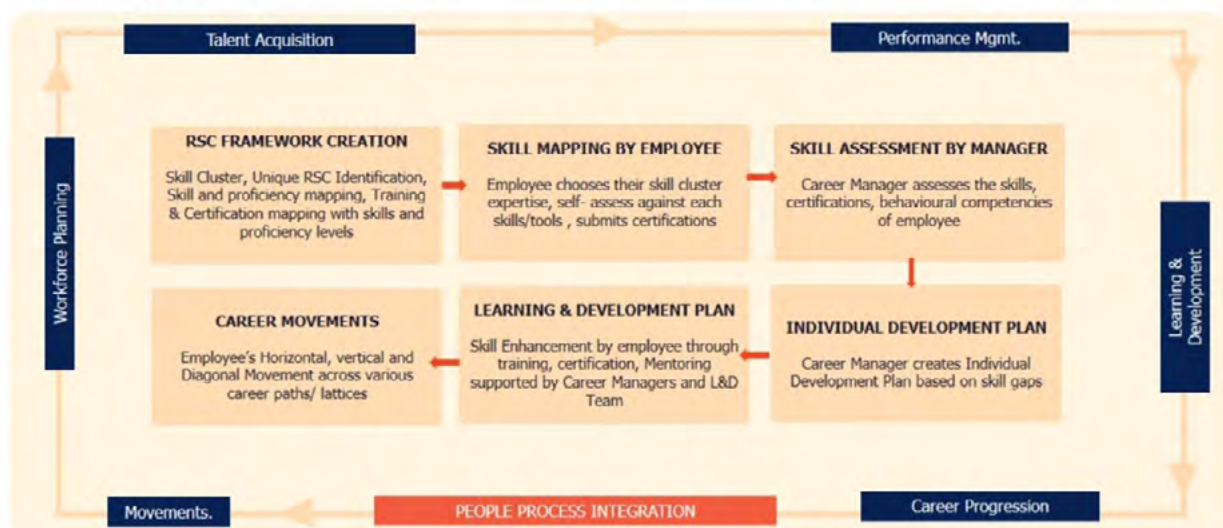 Talent Acquisition
Performance Mgmt.
Workforce Planning
RSC FRAMEWORK CREATION
Skill Cluster, Unique RSC Identification,
Skill and proficiency mapping, Training
& Certification mapping with skills and
proficiency levels
SKILL MAPPING BY EMPLOYEE
Employee chooses their skill cluster
expertise, self- assess against each
skills/tools , submits certifications
SKILL ASSESSMENT BY MANAGER
Career Manager assesses the skills,
certifications, behavioural competencies
of employee
Learning &
Development
CAREER MOVEMENTS
Employee's Horizontal, vertical and
Diagonal Movement across various
career paths/ lattices
LEARNING & DEVELOPMENT PLAN
Skill Enhancement by employee through
training, certification, Mentoring
supported by Career Managers and L&D
Team
INDIVIDUAL DEVELOPMENT PLAN
Career Manager creates Individual
Development Plan based on skill gaps
Movements.
PEOPLE PROCESS INTEGRATION
Career Progression